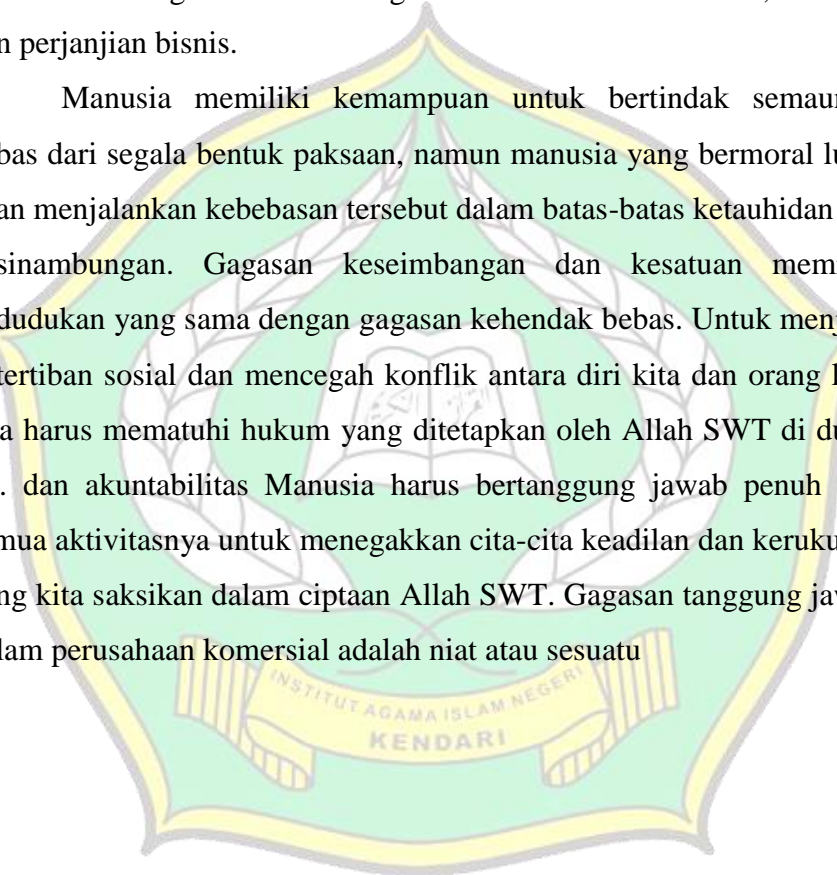 n perjanjian bisnis.
Manusia memiliki kemampuan untuk bertindak semau
bas dari segala bentuk paksaan, namun manusia yang bermoral lu
an menjalankan kebebasan tersebut dalam batas-batas ketauhidan
sinambungan. Gagasan keseimbangan dan kesatuan mem
dudukan yang sama dengan gagasan kehendak bebas. Untuk menj
tertiban sosial dan mencegah konflik antara diri kita dan orang l
a harus mematuhi hukum yang ditetapkan oleh Allah SWT di du
. dan akuntabilitas Manusia harus bertanggung jawab penuh
mua aktivitasnya untuk menegakkan cita-cita keadilan dan keruku
ng kita saksikan dalam ciptaan Allah SWT. Gagasan tanggung jaw
lam perusahaan komersial adalah niat atau sesuatu
INSTITUT AGAMA ISLAM NEGERI
KENDARI